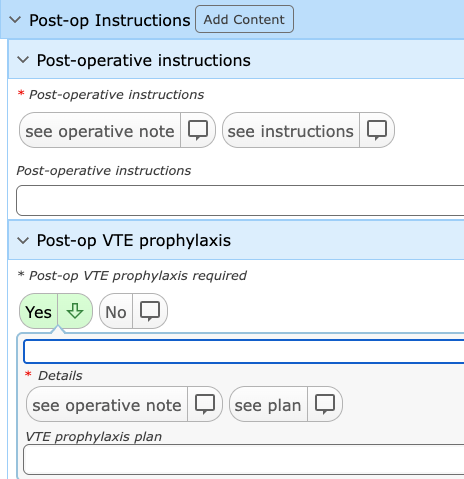 Post-op Instructions Add Content
Post-operative instructions
* Post-operative instructions
see operative note see instructions
Post-operative instructions
Post-op VTE prophylaxis
* Post-op VTE prophylaxis required
Yes No
* Details
see operative note see plan
VTE prophylaxis plan